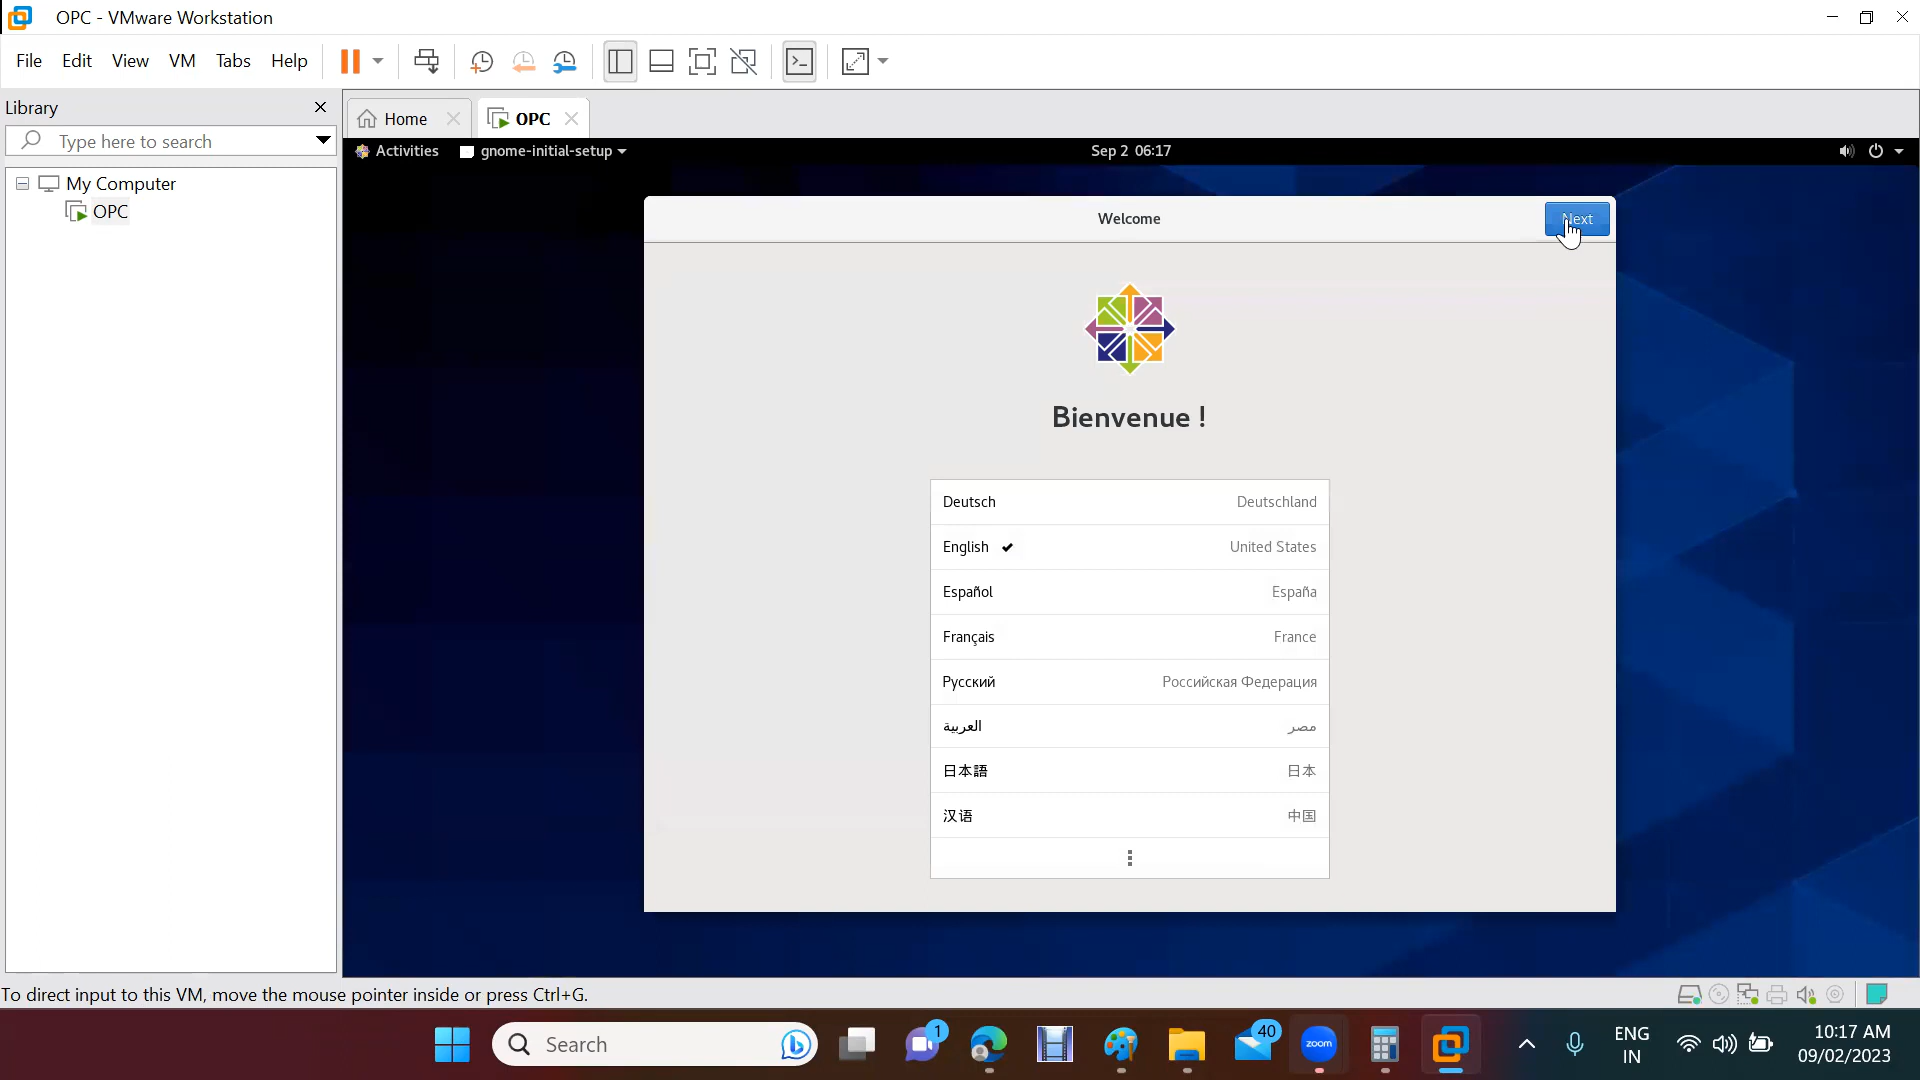 OPC - VMware Workstation
File Edit View VM Tabs Help
Library
Type here to search
My Computer
OPC
Home
OPC
Activities
gnome-initial-setup
Sep 2 06:17
Welcome
Next
Bienvenue !
Deutsch Deutschland
English United States
Español España
Français France
Русский Российская Федерация
العربية مصر
日本語 日本
汉语 中国
To direct input to this VM, move the mouse pointer inside or press Ctrl+G.
Search
1
40
zoom
ENG
IN
10:17 AM
09/02/2023